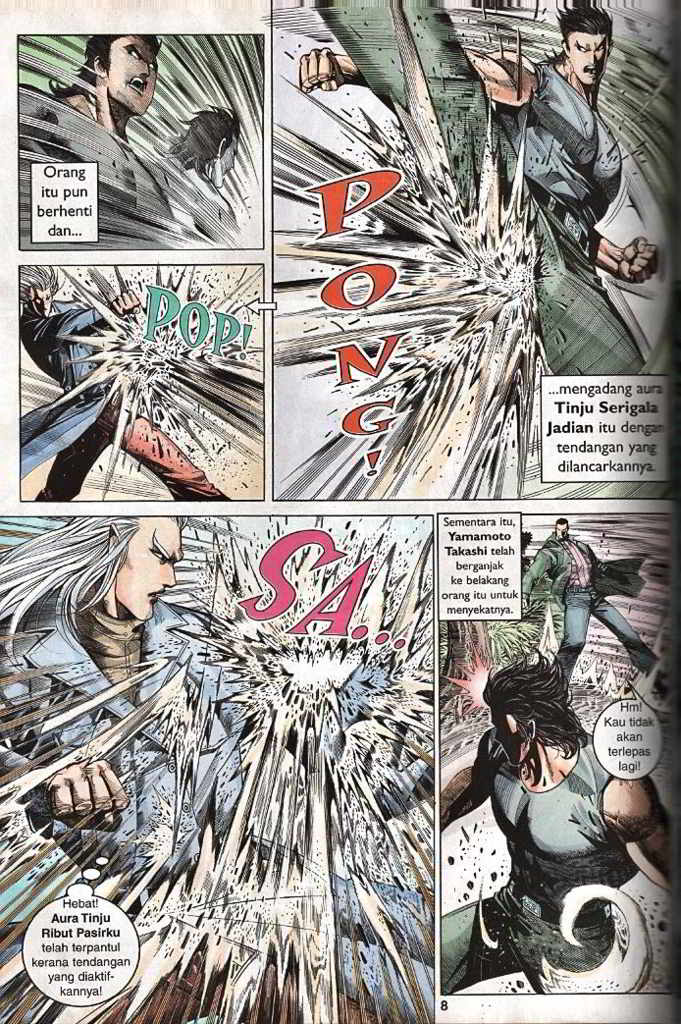 Orang
itu pun
berhenti
dan...
PONG!
...mengadang aura
Tinju Serigala
Jadian itu dengan
tendangan yang
dilancarkannya.
POP!
SA...
Hebat!
Aura Tinju
Ribut Pasirku
telah terpantul
kerana tendangan
yang diaktif-
kannya!
Sementara itu,
Yamamoto
Takashi telah
berganjak
ke belakang
orang itu untuk
menyekatnya.
Hm!
Kau tidak
akan
terlepas
lagi!
8